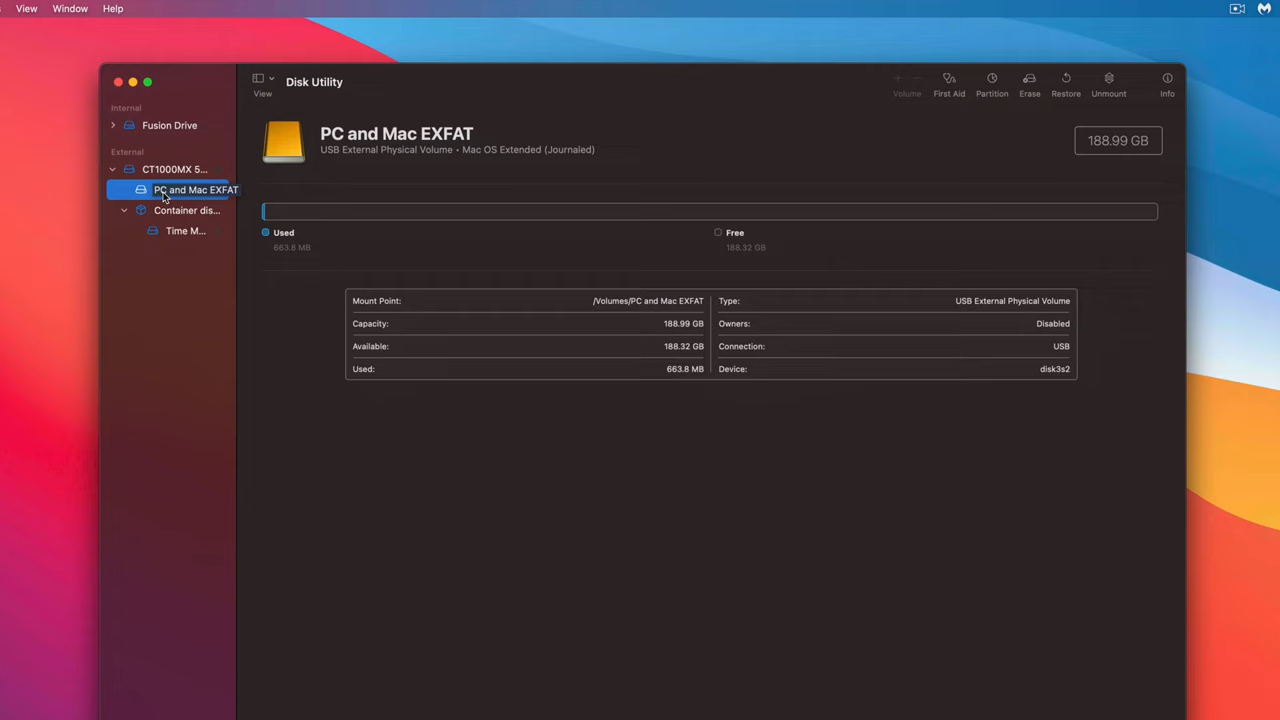 View Window Help
Disk Utility
View
Volume First Aid Partition Erase Restore Unmount Info
Internal
Fusion Drive
External
CT1000MX 5...
PC and Mac EXFAT
Container dis...
Time M...
PC and Mac EXFAT
USB External Physical Volume • Mac OS Extended (Journaled)
188.99 GB
Used
663.8 MB
Free
188.32 GB
Mount Point: /Volumes/PC and Mac EXFAT
Capacity: 188.99 GB
Available: 188.32 GB
Used: 663.8 MB
Type: USB External Physical Volume
Owners: Disabled
Connection: USB
Device: disk3s2